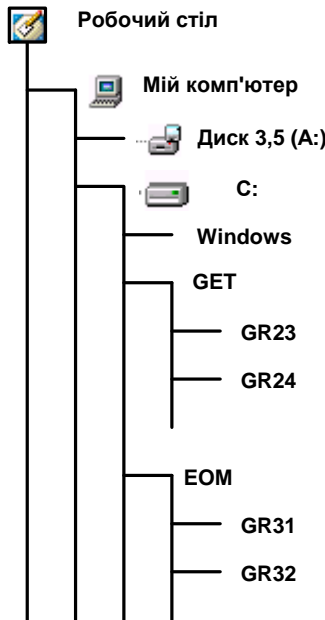 Робочий стіл
Мій комп'ютер
Диск 3,5 (A:)
C:
Windows
GET
GR23
GR24
EOM
GR31
GR32